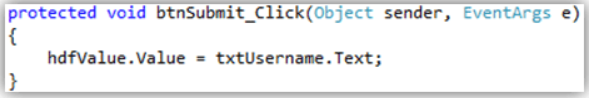 protected void btnSubmit_Click(Object sender, EventArgs e)
{
    hdfValue.Value = txtUsername.Text;
}